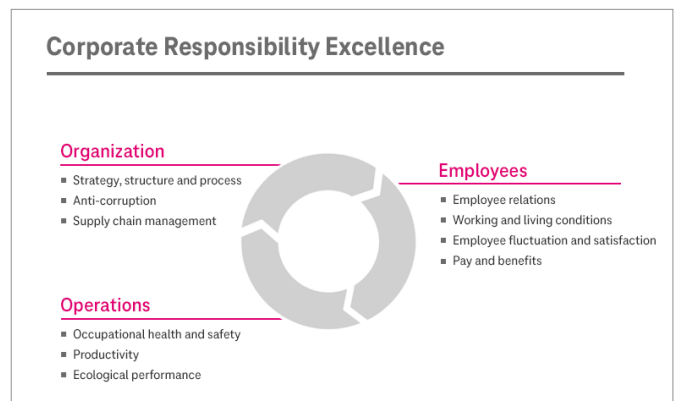 Corporate Responsibility Excellence
Organization
Strategy, structure and process
Anti-corruption
Supply chain management
Employees
Employee relations
Working and living conditions
Employee fluctuation and satisfaction
Pay and benefits
Operations
Occupational health and safety
Productivity
Ecological performance